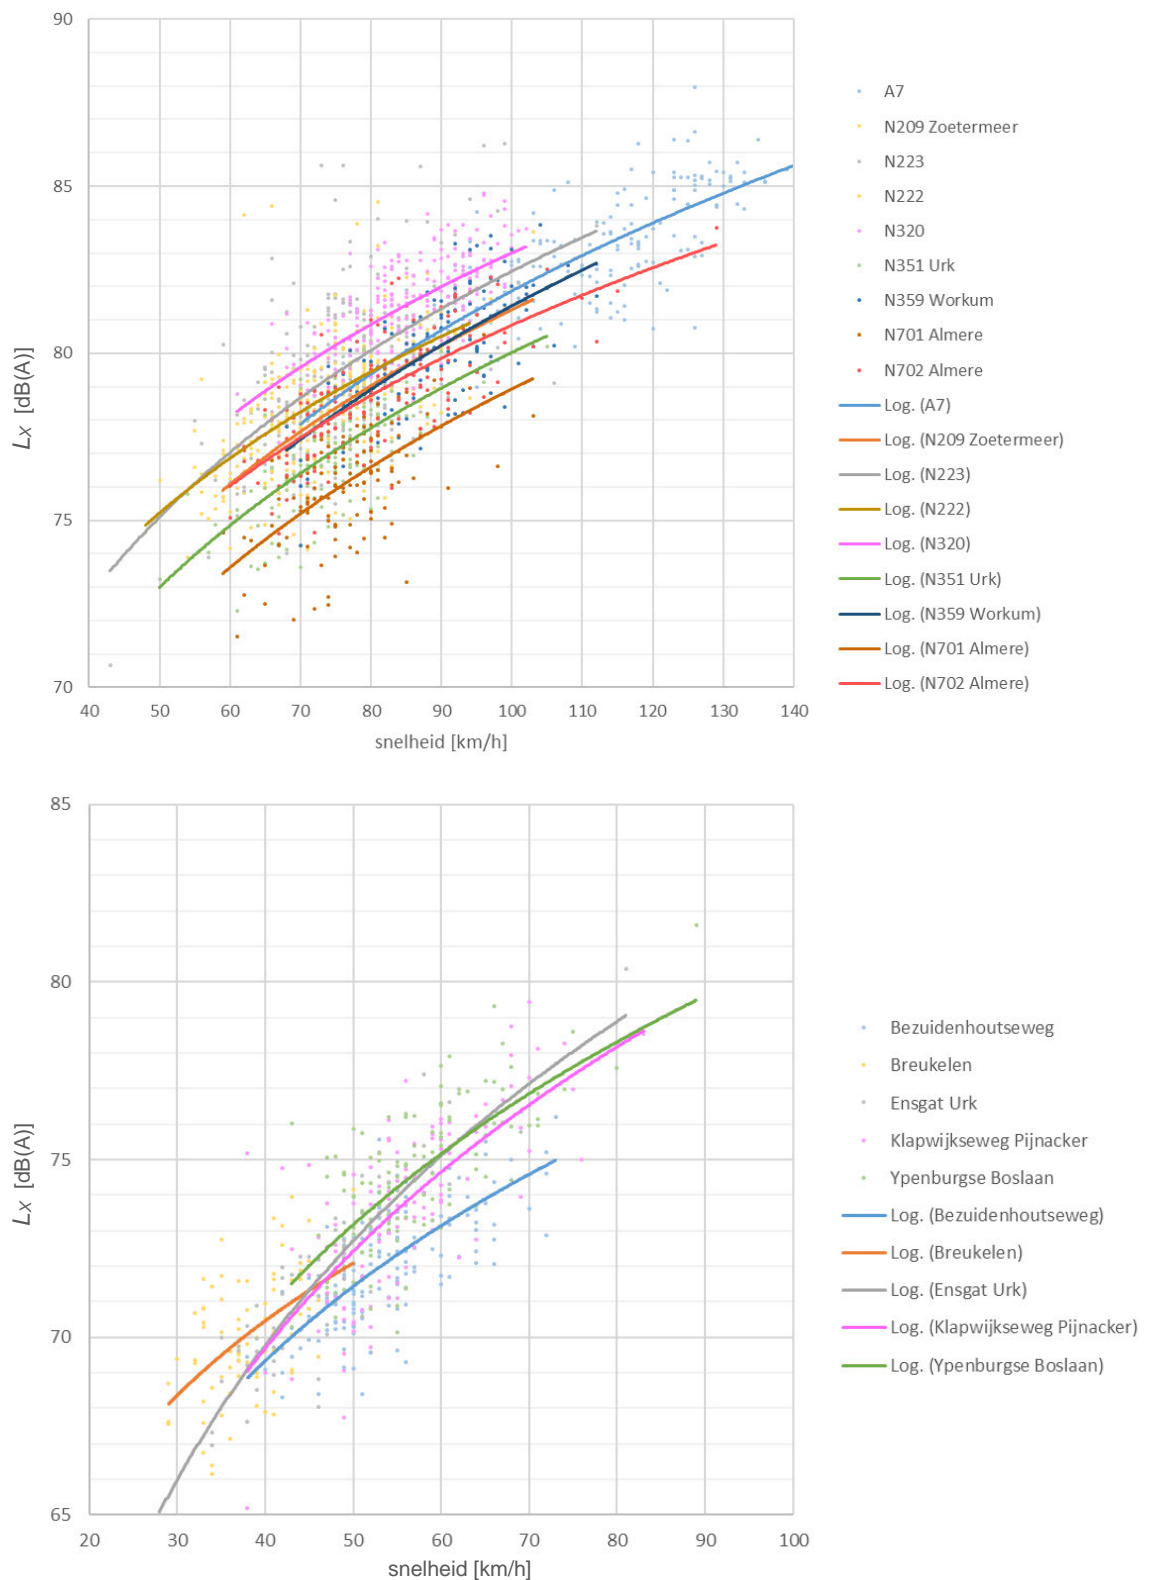 90
85
80
75
70
Lx [dB(A)]
40 50 60 70 80 90 100 110 120 130 140
snelheid [km/h]
A7
N209 Zoetermeer
N223
N222
N320
N351 Urk
N359 Workum
N701 Almere
N702 Almere
Log. (A7)
Log. (N209 Zoetermeer)
Log. (N223)
Log. (N222)
Log. (N320)
Log. (N351 Urk)
Log. (N359 Workum)
Log. (N701 Almere)
Log. (N702 Almere)
85
80
75
70
65
Lx [dB(A)]
20 30 40 50 60 70 80 90 100
snelheid [km/h]
Bezuidenhoutseweg
Breukelen
Ensgat Urk
Klapwijkseweg Pijnacker
Ypenburgse Boslaan
Log. (Bezuidenhoutseweg)
Log. (Breukelen)
Log. (Ensgat Urk)
Log. (Klapwijkseweg Pijnacker)
Log. (Ypenburgse Boslaan)